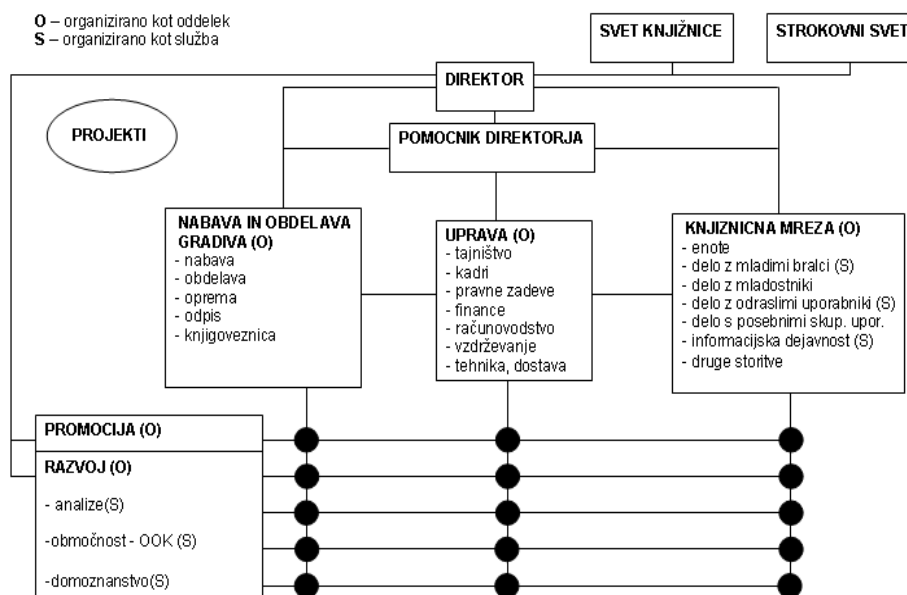 O – organizirano kot oddelek
S – organizirano kot služba
SVET KNJIŽNICE
STROKOVNI SVET
DIREKTOR
PROJEKTI
POMOCNIK DIREKTORJA
NABAVA IN OBDELAVA
GRADIVA (O)
- nabava
- obdelava
- oprema
- odpis
- knjigoveznica
UPRAVA (O)
- tajništvo
- kadri
- pravne zadeve
- finance
- računovodstvo
- vzdrževanje
- tehnika, dostava
KNJIZNICNA MREZA (O)
- enote
- delo z mladimi bralci (S)
- delo z mladostniki
- delo z odraslimi uporabniki (S)
- delo s posebnimi skup. upor.
- informacijska dejavnost (S)
- druge storitve
PROMOCIJA (O)
RAZVOJ (O)
- analize(S)
-območnost - OOK (S)
-domoznanstvo(S)